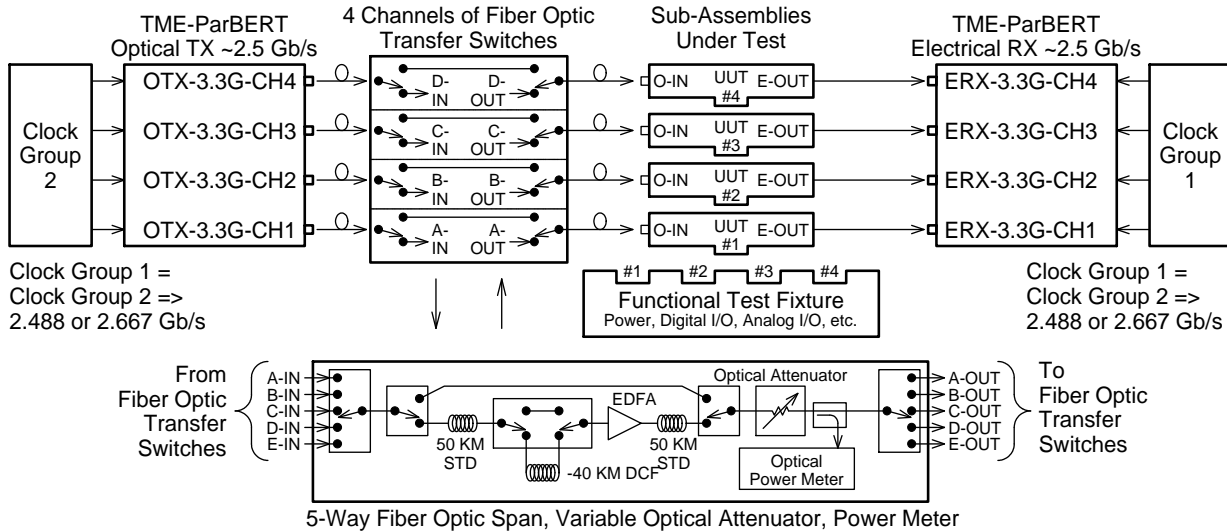 TME-ParBERT
Optical TX ~2.5 Gb/s
4 Channels of Fiber Optic
Transfer Switches
Sub-Assemblies
Under Test
TME-ParBERT
Electrical RX ~2.5 Gb/s
Clock
Group
2
OTX-3.3G-CH4
OTX-3.3G-CH3
OTX-3.3G-CH2
OTX-3.3G-CH1
D-
IN
D-
OUT
C-
IN
C-
OUT
B-
IN
B-
OUT
A-
IN
A-
OUT
O-IN
UUT
#4
E-OUT
O-IN
UUT
#3
E-OUT
O-IN
UUT
#2
E-OUT
O-IN
UUT
#1
E-OUT
ERX-3.3G-CH4
ERX-3.3G-CH3
ERX-3.3G-CH2
ERX-3.3G-CH1
Clock
Group
1
Clock Group 1 =
Clock Group 2 =>
2.488 or 2.667 Gb/s
#1
#2
#3
#4
Functional Test Fixture
Power, Digital I/O, Analog I/O, etc.
Clock Group 1 =
Clock Group 2 =>
2.488 or 2.667 Gb/s
From
Fiber Optic
Transfer
Switches
A-IN
B-IN
C-IN
D-IN
E-IN
50 KM
STD
-40 KM DCF
EDFA
50 KM
STD
Optical Attenuator
Optical
Power Meter
A-OUT
B-OUT
C-OUT
D-OUT
E-OUT
To
Fiber Optic
Transfer
Switches
5-Way Fiber Optic Span, Variable Optical Attenuator, Power Meter